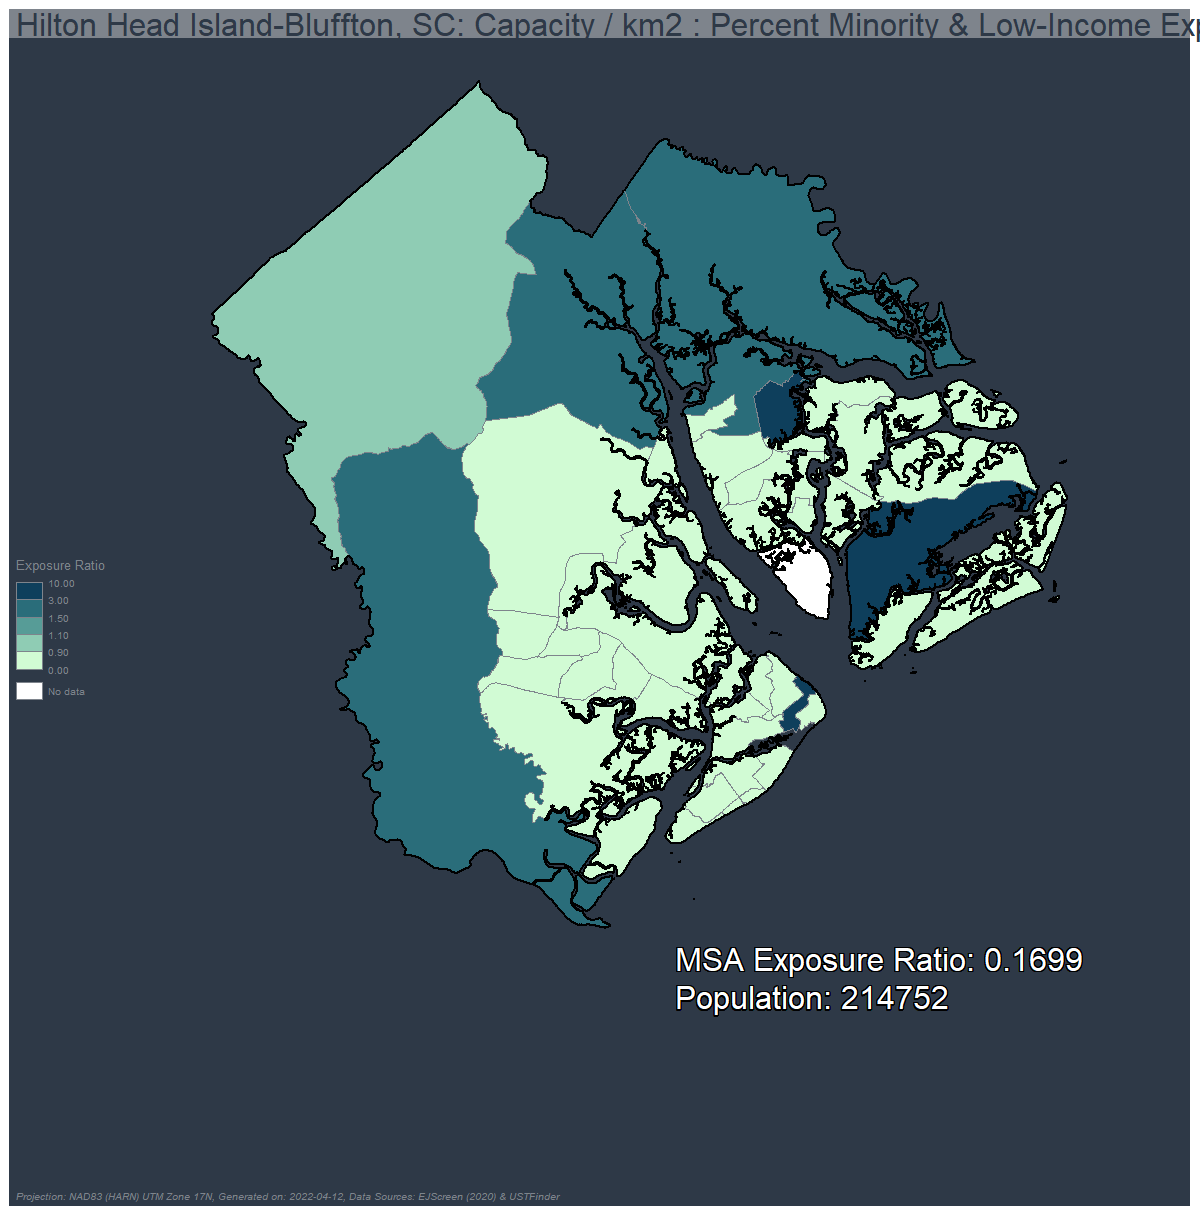 Hilton Head Island-Bluffton, SC: Capacity / km2 : Percent Minority & Low-Income Exp
Exposure Ratio
10.00
3.00
1.50
1.10
0.90
0.00
No data
MSA Exposure Ratio: 0.1699
Population: 214752
Projection: NAD83 (HARN) UTM Zone 17N, Generated on: 2022-04-12, Data Sources: EJScreen (2020) & USTFinder